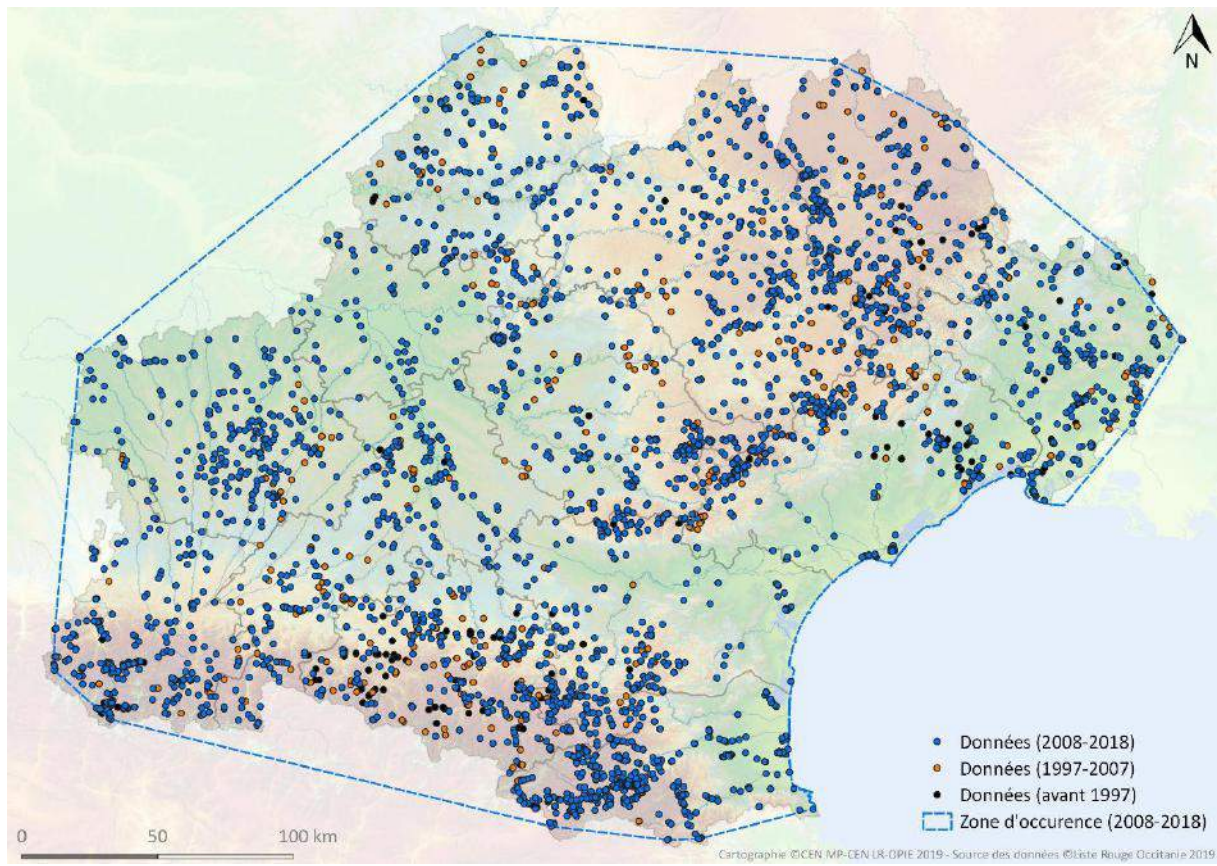 N
Données (2008-2018)
Données (1997-2007)
Données (avant 1997)
Zone d'occurence (2008-2018)
0 50 100 km
Cartographie ©CEN MP-CEN LR-OPIE 2019 - Source des données ©Liste Rouge Occitanie 2019